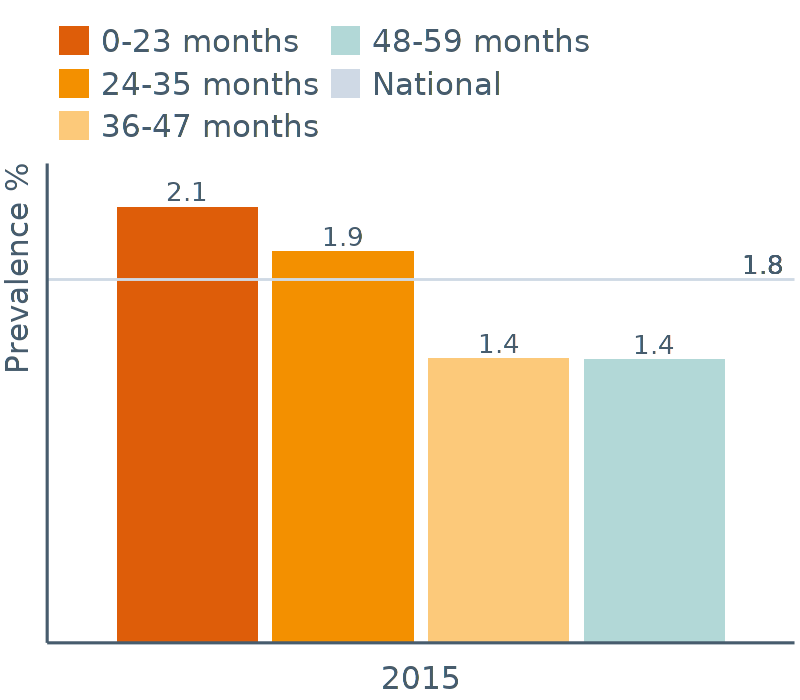 0-23 months
24-35 months
36-47 months
48-59 months
National
Prevalence %
2.1
1.9
1.4
1.4
1.8
2015